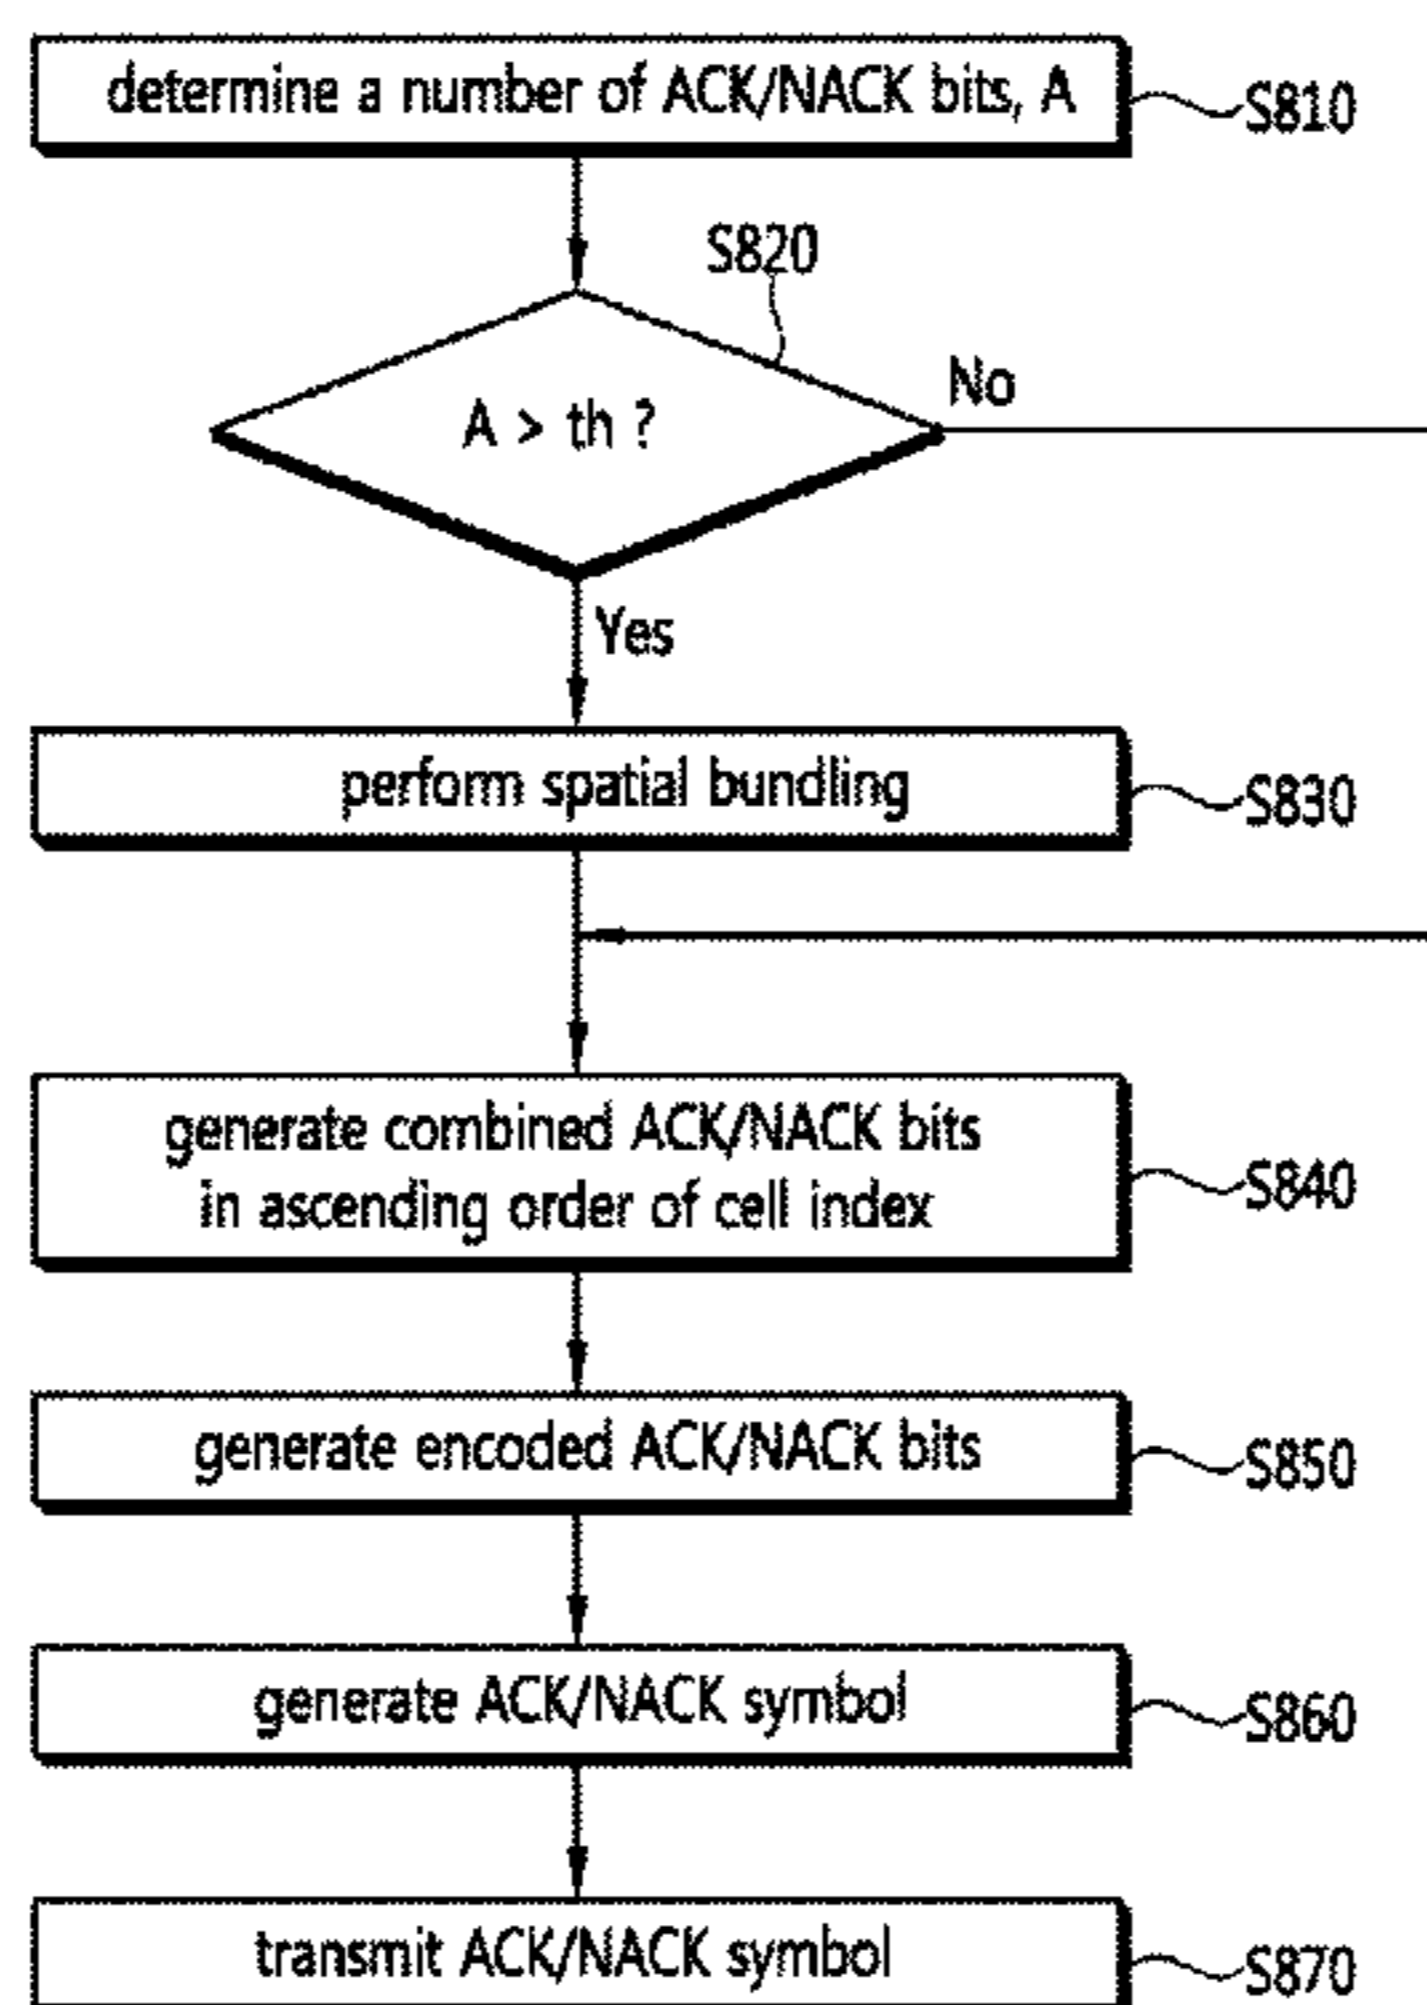 determine a number of ACK/NACK bits, A
S810
S820
A > th ?
No
Yes
perform spatial bundling
S830
generate combined ACK/NACK bits
in ascending order of cell index
S840
generate encoded ACK/NACK bits
S850
generate ACK/NACK symbol
S860
transmit ACK/NACK symbol
S870